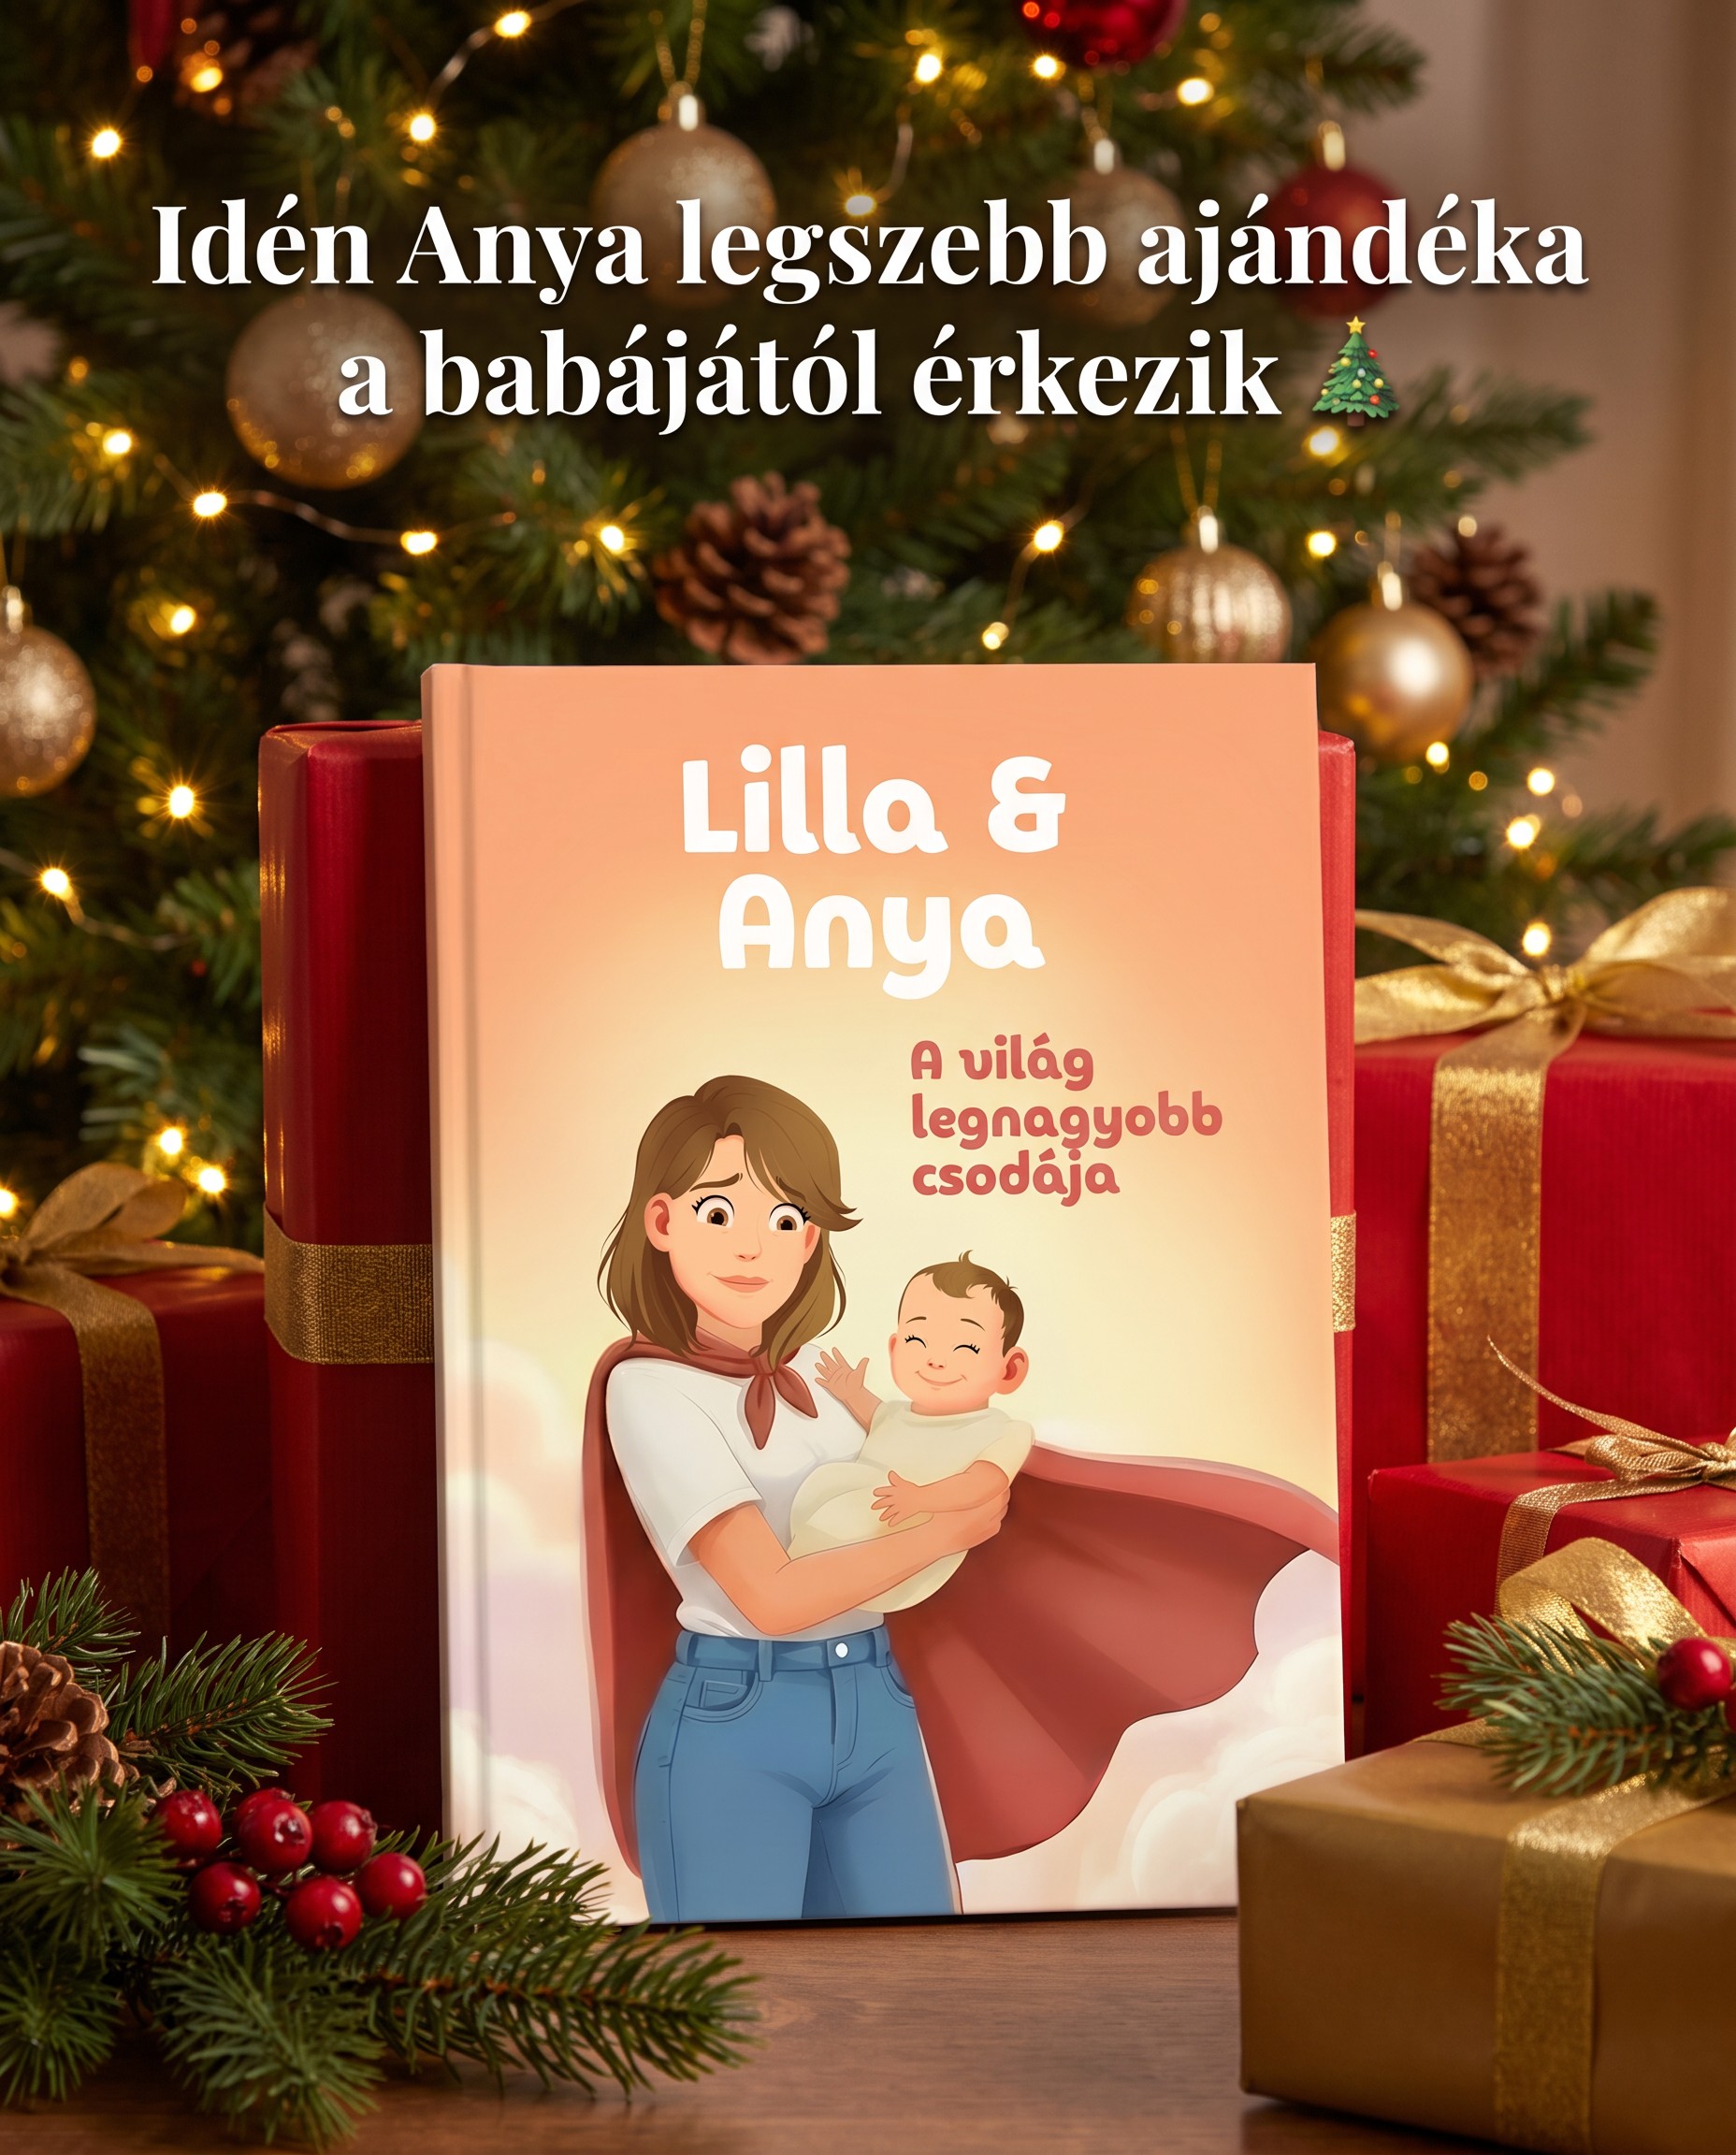 Idén Anya legszebb ajándéka
a babájától érkezik 🎄
Lilla &
Anya
A világ
legnagyobb
csodája